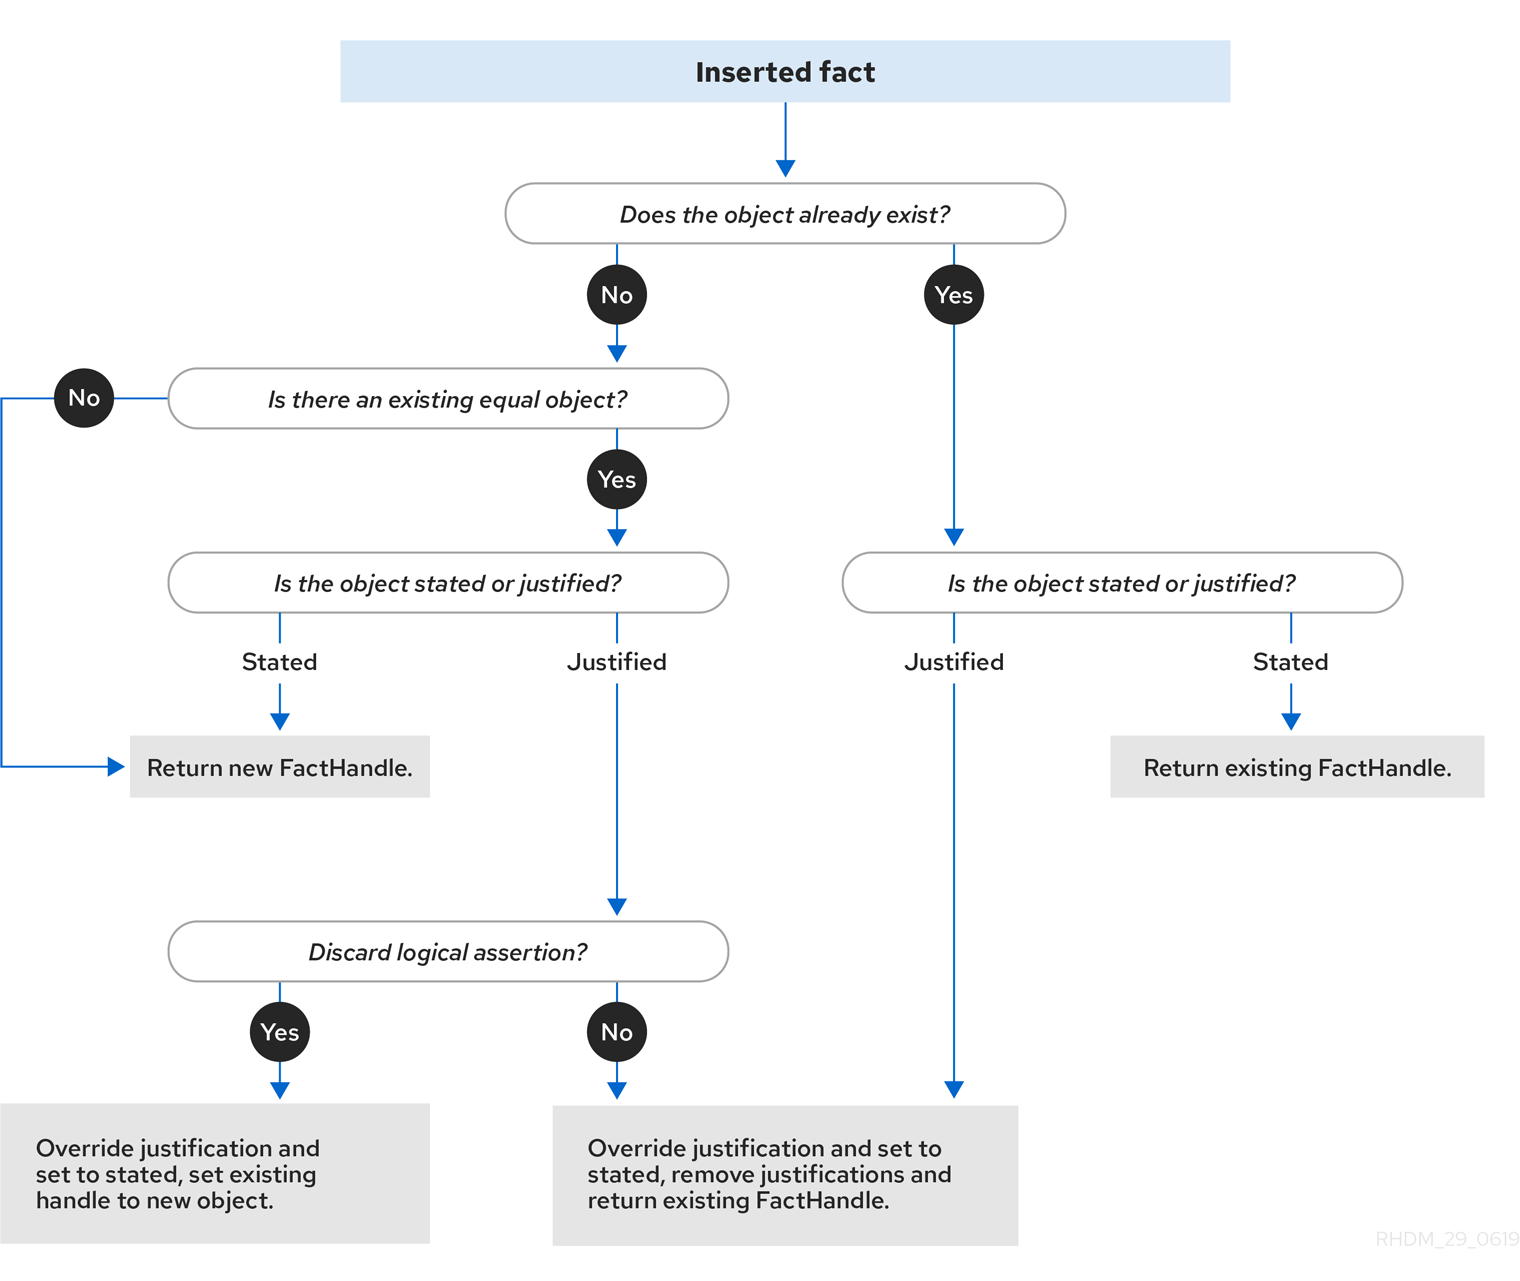 Inserted fact
Does the object already exist?
No
Yes
No
Is there an existing equal object?
Yes
Is the object stated or justified?
Is the object stated or justified?
Stated
Justified
Justified
Stated
Return new FactHandle.
Return existing FactHandle.
Discard logical assertion?
Yes
No
Override justification and
set to stated, set existing
handle to new object.
Override justification and set to
stated, remove justifications and
return existing FactHandle.
RHDM_29_0619